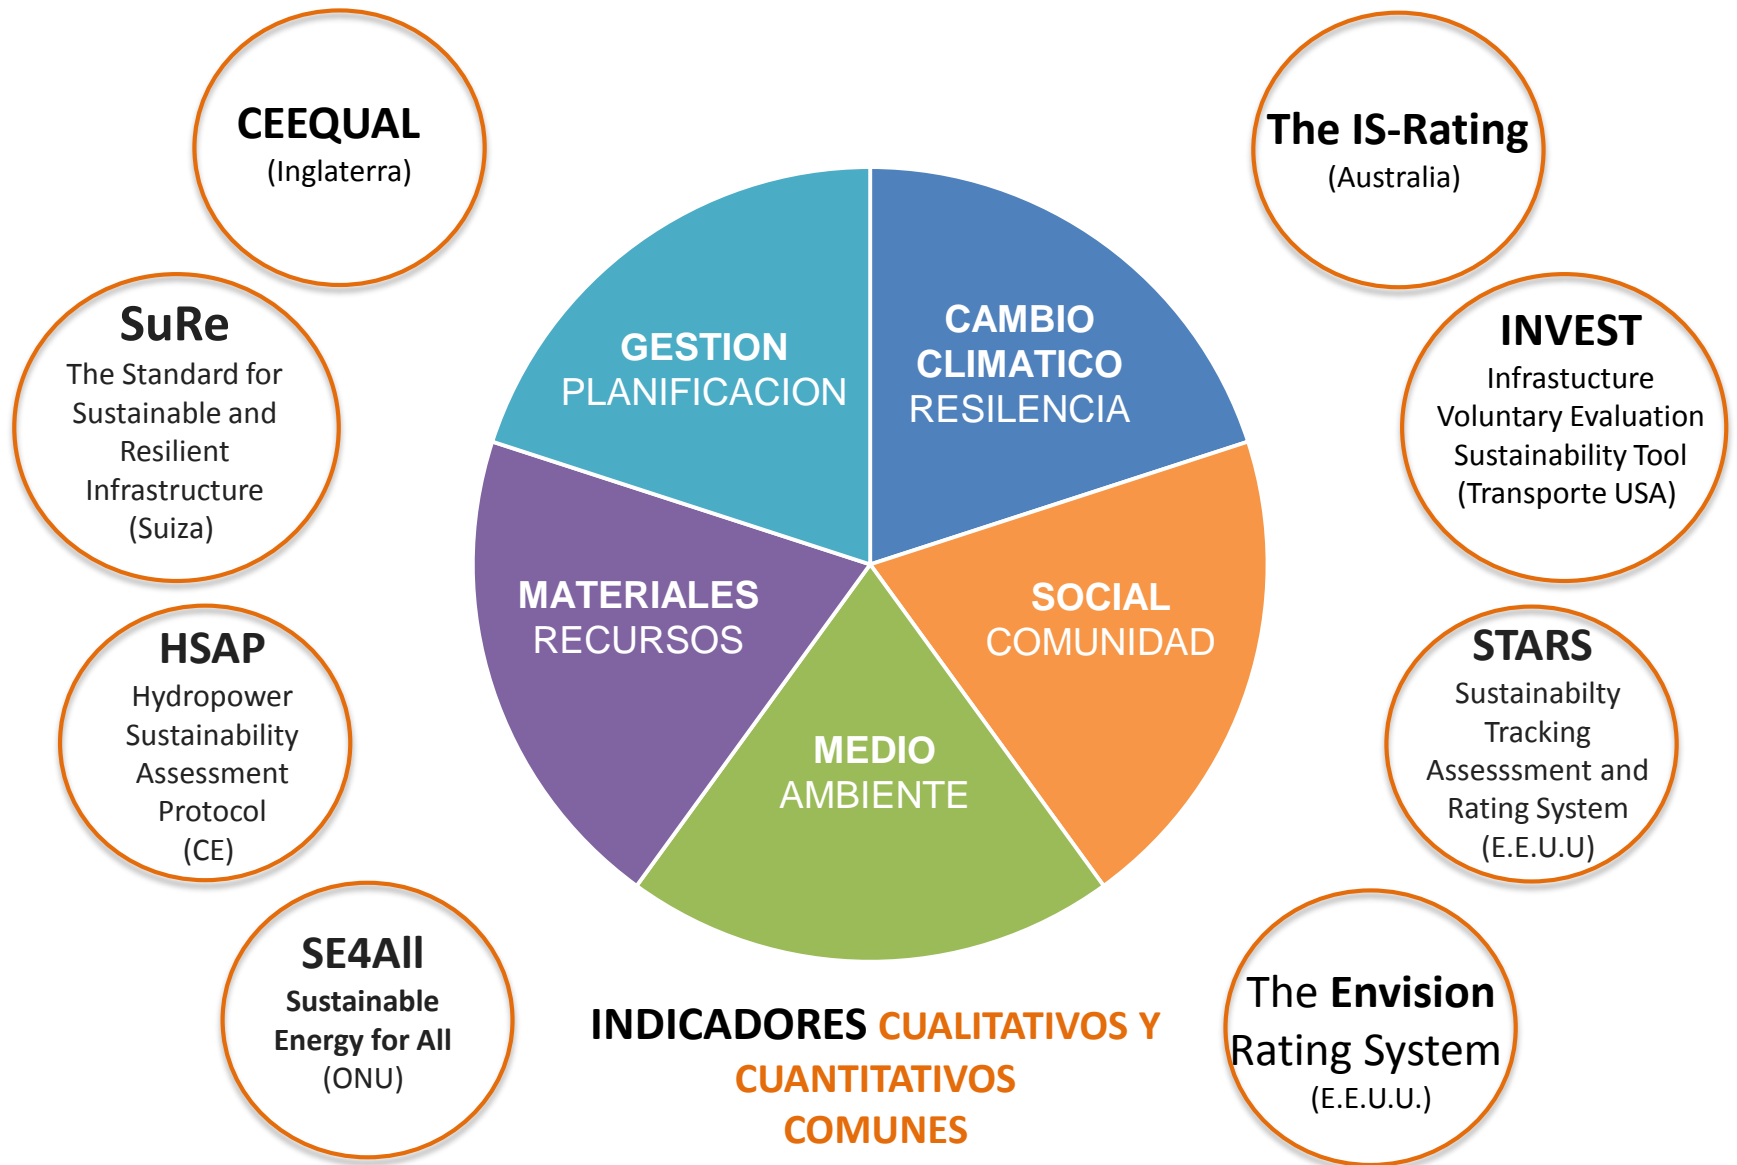 CEEQUAL
(Inglaterra)
SuRe
The Standard for
Sustainable and
Resilient
Infrastructure
(Suiza)
HSAP
Hydropower
Sustainability
Assessment
Protocol
(CE)
SE4All
Sustainable
Energy for All
(ONU)
GESTION
PLANIFICACION
CAMBIO
CLIMATICO
RESILENCIA
MATERIALES
RECURSOS
SOCIAL
COMUNIDAD
MEDIO
AMBIENTE
INDICADORES CUALITATIVOS Y
CUANTITATIVOS
COMUNES
The IS-Rating
(Australia)
INVEST
Infrastucture
Voluntary Evaluation
Sustainability Tool
(Transporte USA)
STARS
Sustainabilty
Tracking
Assesssment and
Rating System
(E.E.U.U)
The Envision
Rating System
(E.E.U.U.)